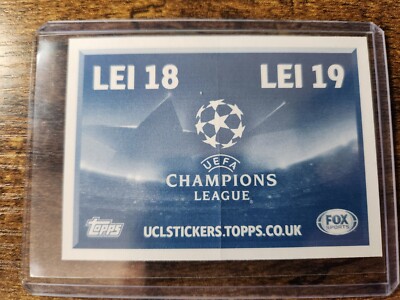 LEI 18 LEI 19
UEFA
CHAMPIONS
LEAGUE
topps UCLSTICKERS.TOPPS.CO.UK FOX
SPORTS